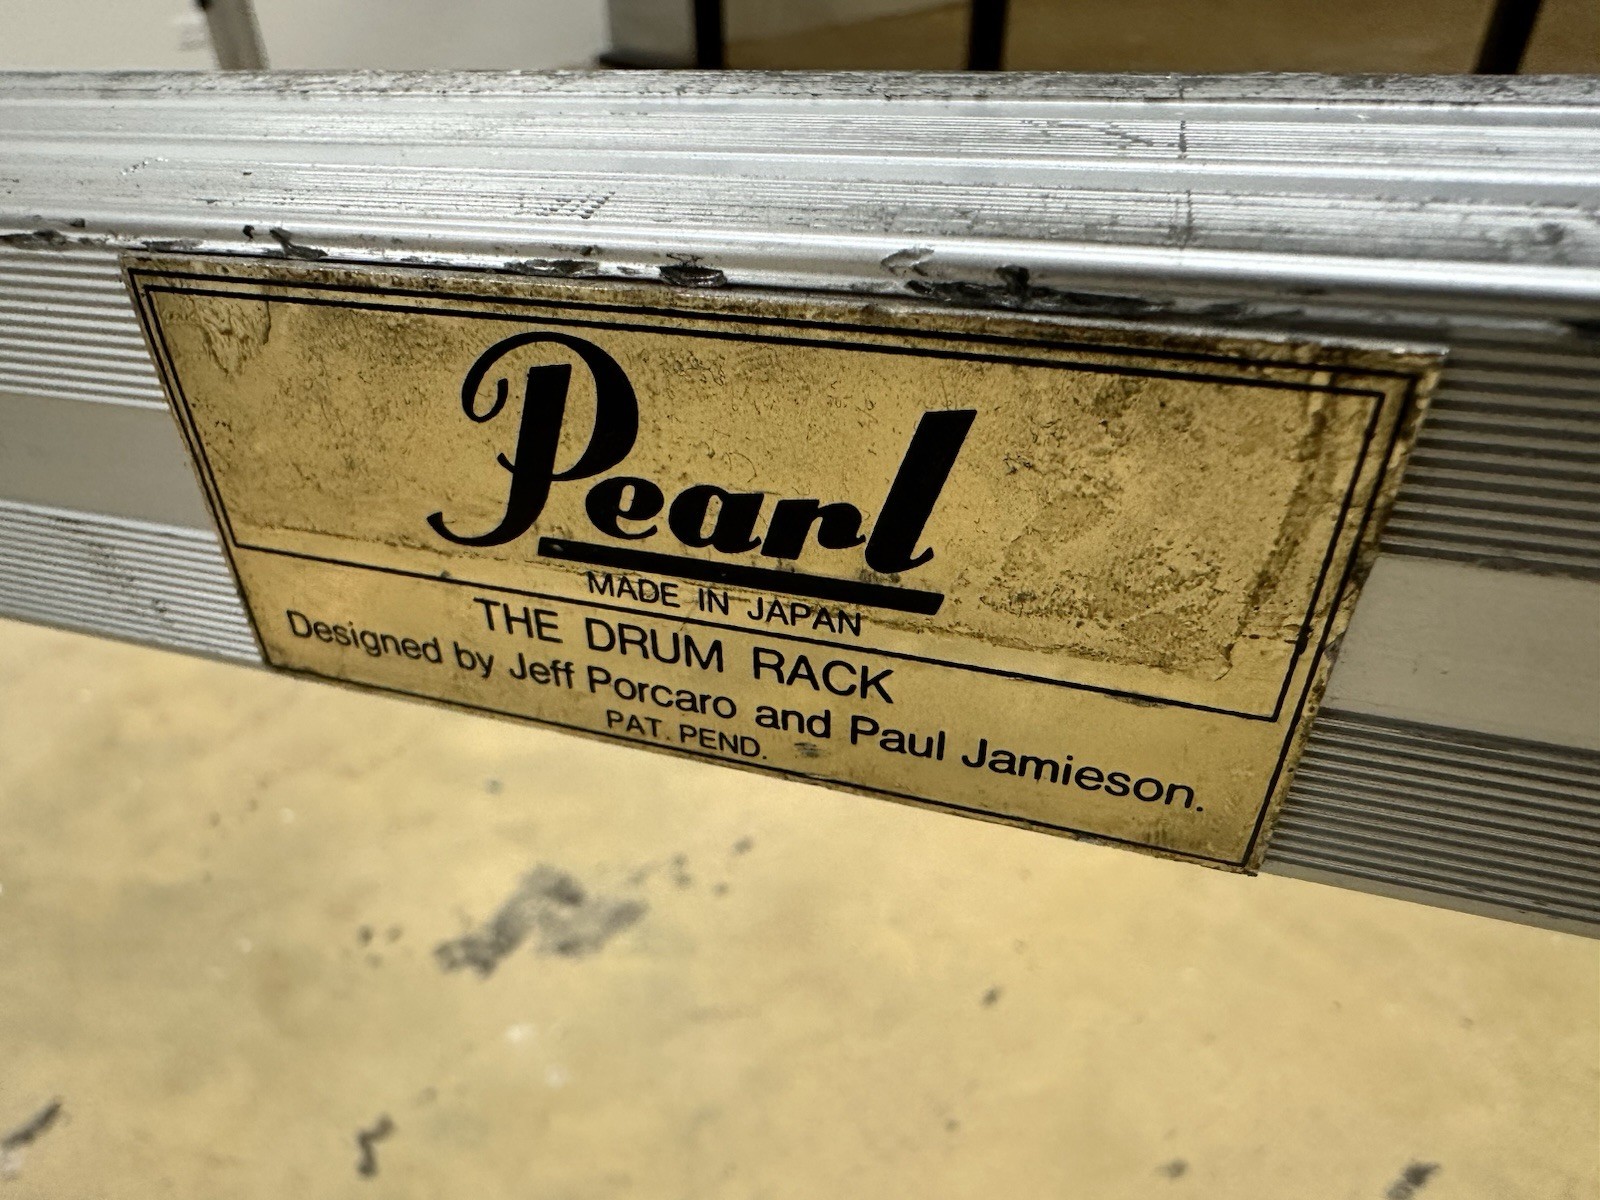 Pearl
MADE IN JAPAN
THE DRUM RACK
Designed by Jeff Porcaro and Paul Jamieson.
PAT. PEND.